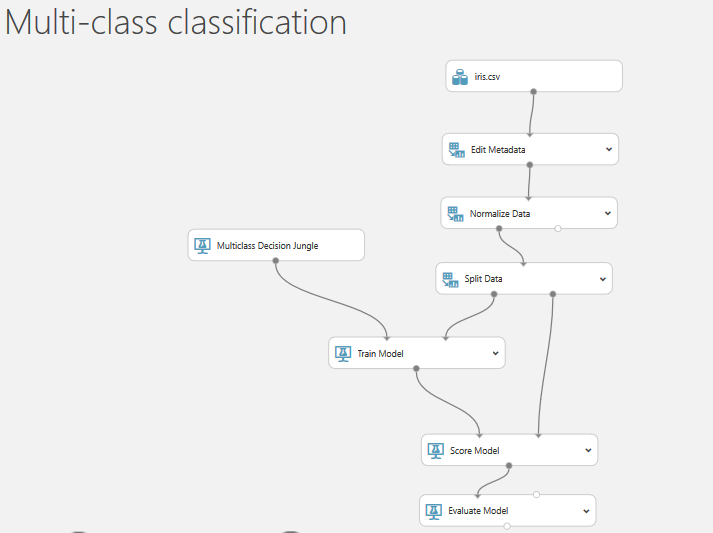 Multi-class classification
iris.csv
Edit Metadata
Normalize Data
Multiclass Decision Jungle
Split Data
Train Model
Score Model
Evaluate Model